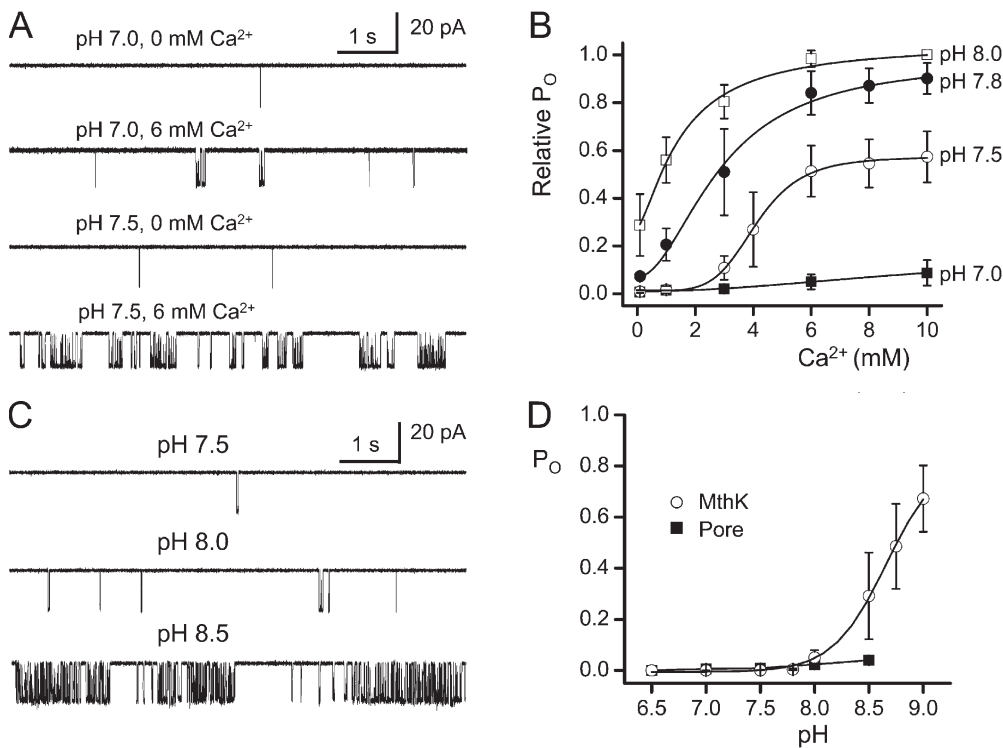 A
pH 7.0, 0 mM Ca²⁺
1 s
20 pA
pH 7.0, 6 mM Ca²⁺
pH 7.5, 0 mM Ca²⁺
pH 7.5, 6 mM Ca²⁺
B
Relative P_O
1.0
0.8
0.6
0.4
0.2
0.0
pH 8.0
pH 7.8
pH 7.5
pH 7.0
0
2
4
6
8
10
Ca²⁺ (mM)
C
pH 7.5
1 s
20 pA
pH 8.0
pH 8.5
D
P_O
1.0
0.8
0.6
0.4
0.2
0.0
MthK
Pore
6.5
7.0
7.5
8.0
8.5
9.0
pH